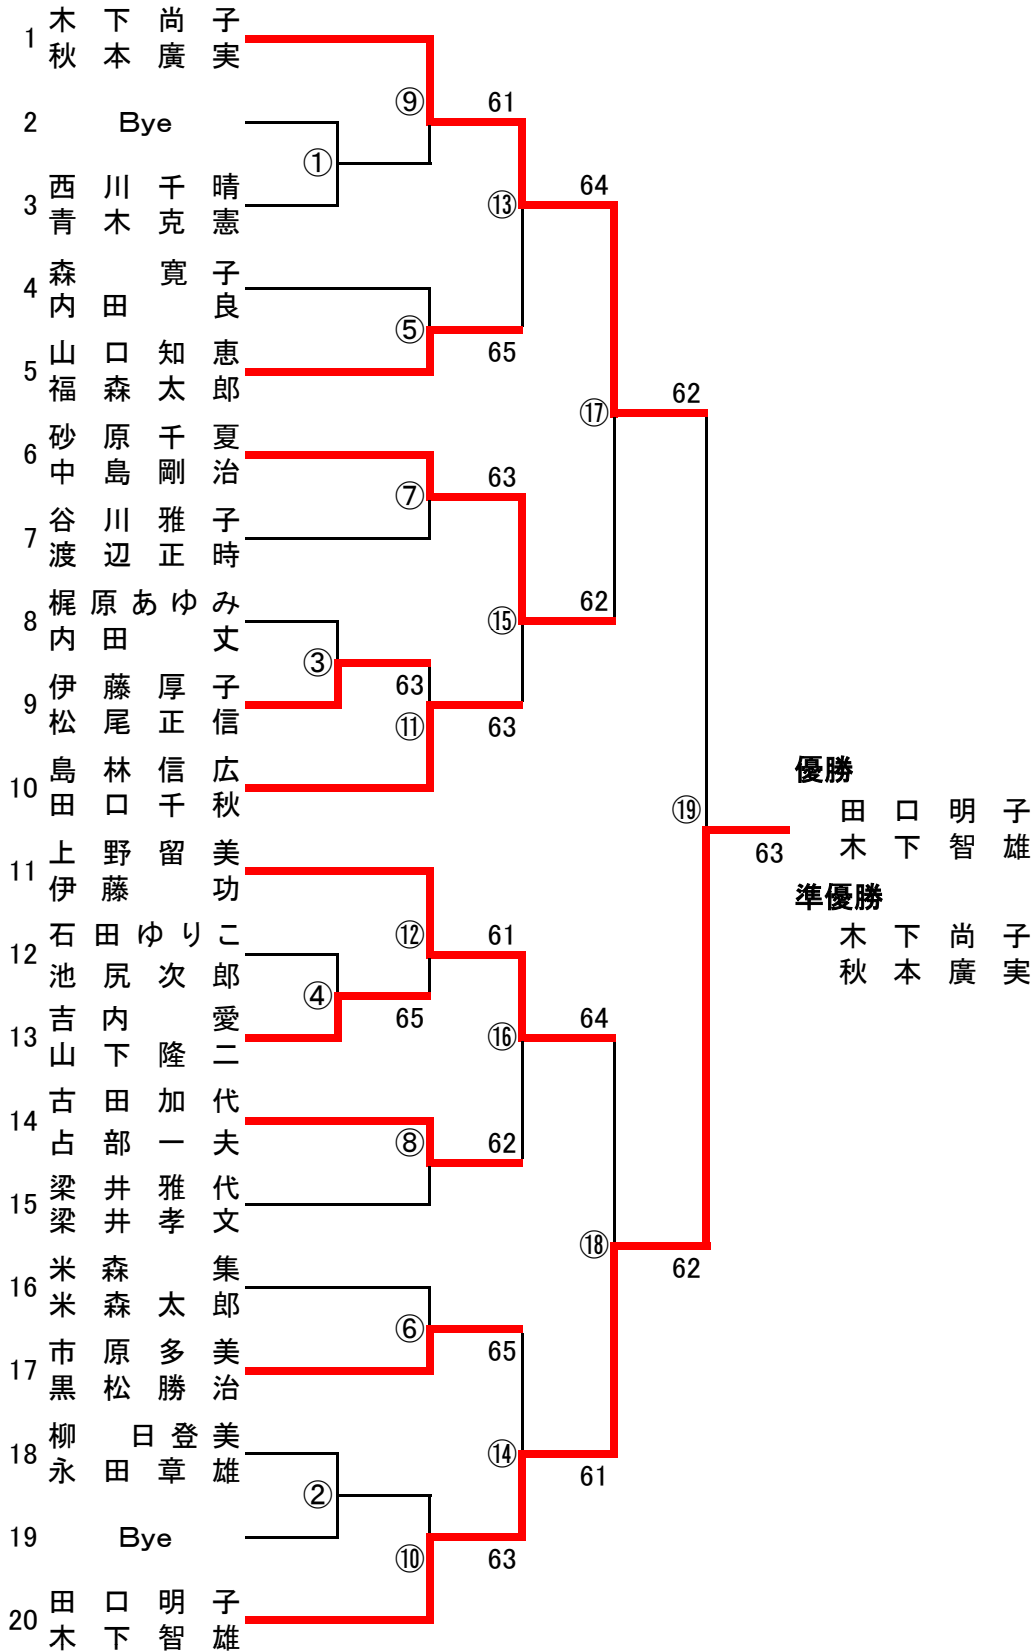 1 木下尚子
秋本廣実
⑨ 61
2 Bye
①
3 西川千晴
青木克憲
⑬ 64
4 森 寛子
内田 良
⑤ 65
5 山口知恵
福森太郎
⑰ 62
6 砂原千夏
中島剛治
⑦ 63
7 谷川雅子
渡辺正時
8 梶原あゆみ
内田 丈
⑮ 62
③ 63
9 伊藤厚子
松尾正信
⑪ 63
10 島林信広
田口千秋
⑲ 63
優勝
田口明子
木下智雄
準優勝
木下尚子
秋本廣実
11 上野留美
伊藤 功
⑫ 61
12 石田ゆりこ
池尻次郎
④ 65
13 吉内 愛
山下隆二
⑯ 64
14 古田加代
占部一夫
⑧ 62
15 梁井雅代
梁井孝文
⑱ 62
16 米森 集
米森太郎
⑥ 65
17 市原多美
黒松勝治
18 柳 日登美
永田章雄
⑭ 61
②
19 Bye
⑩ 63
20 田口明子
木下智雄